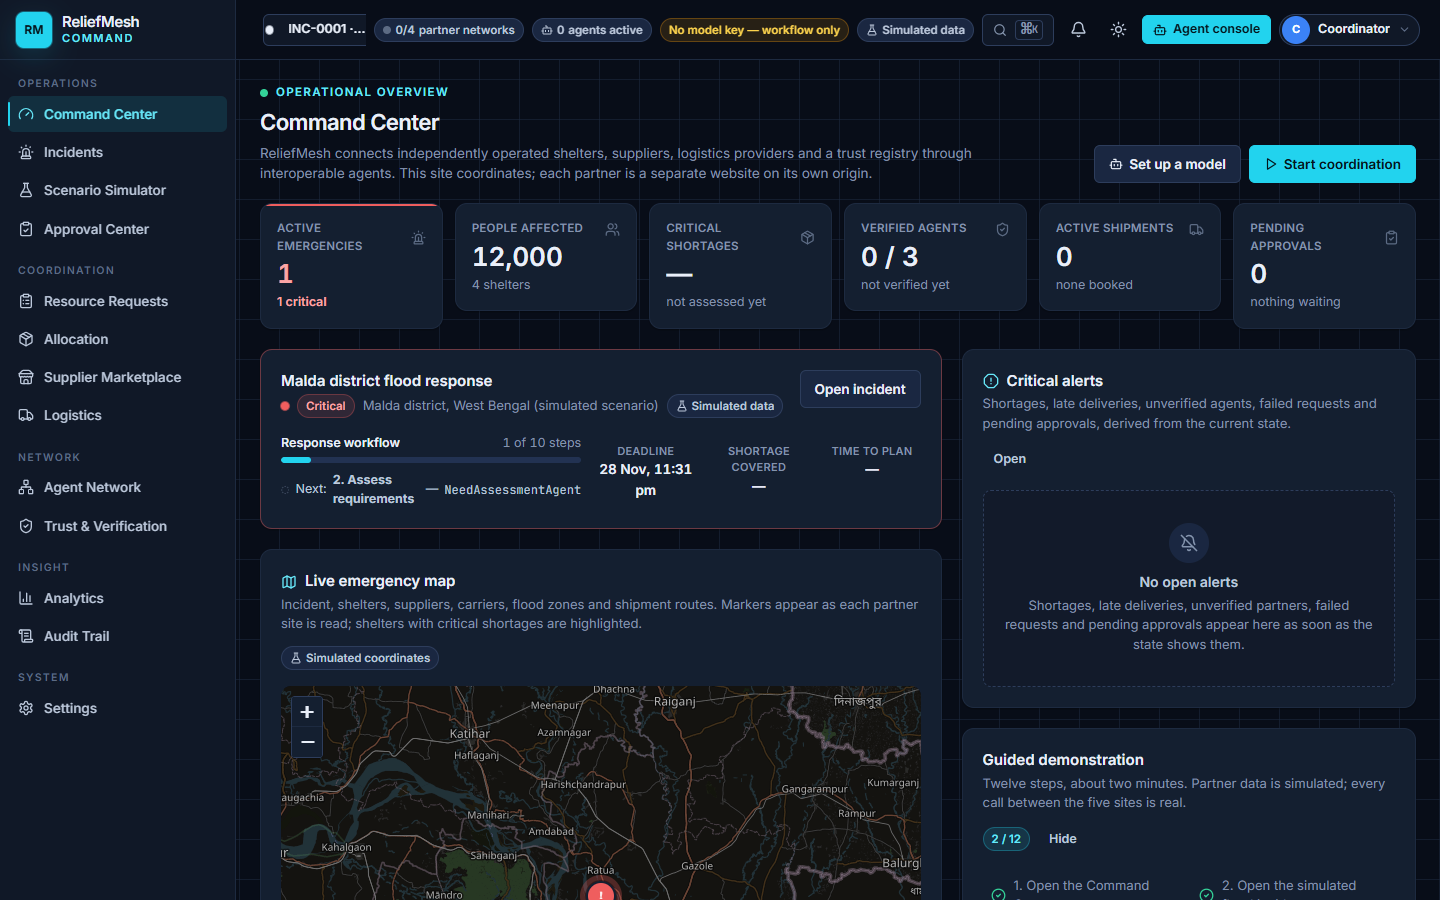 RM
ReliefMesh
COMMAND
INC-0001 ·...
0/4 partner networks
0 agents active
No model key — workflow only
Simulated data
⌘K
Agent console
C
Coordinator
OPERATIONS
Command Center
Incidents
Scenario Simulator
Approval Center
COORDINATION
Resource Requests
Allocation
Supplier Marketplace
Logistics
NETWORK
Agent Network
Trust & Verification
INSIGHT
Analytics
Audit Trail
SYSTEM
Settings
OPERATIONAL OVERVIEW
Command Center
ReliefMesh connects independently operated shelters, suppliers, logistics providers and a trust registry through
interoperable agents. This site coordinates; each partner is a separate website on its own origin.
Set up a model
Start coordination
ACTIVE
EMERGENCIES
1
1 critical
PEOPLE AFFECTED
12,000
4 shelters
CRITICAL
SHORTAGES
—
not assessed yet
VERIFIED AGENTS
0 / 3
not verified yet
ACTIVE SHIPMENTS
0
none booked
PENDING
APPROVALS
0
nothing waiting
Malda district flood response
Critical
Malda district, West Bengal (simulated scenario)
Simulated data
Open incident
Response workflow
1 of 10 steps
Next:
2. Assess
requirements
— NeedAssessmentAgent
DEADLINE
28 Nov, 11:31
pm
SHORTAGE
COVERED
—
TIME TO PLAN
—
Live emergency map
Incident, shelters, suppliers, carriers, flood zones and shipment routes. Markers appear as each partner
site is read; shelters with critical shortages are highlighted.
Simulated coordinates
+
−
Dhachna
Meenapur
Raiganj
দিনাজপুর
Katihar
Azamnagar
Haflaganj
Harishchandrapur
Gangarampur
Kumarganj
augachia
Manihari
Amdabad
Kahalgaon
Sahibganj
Ratua
Gazole
Balurg
Mandro
!
Critical alerts
Shortages, late deliveries, unverified agents, failed requests and
pending approvals, derived from the current state.
Open
No open alerts
Shortages, late deliveries, unverified partners, failed
requests and pending approvals appear here as soon as the
state shows them.
Guided demonstration
Twelve steps, about two minutes. Partner data is simulated; every
call between the five sites is real.
2 / 12
Hide
1. Open the Command
2. Open the simulated